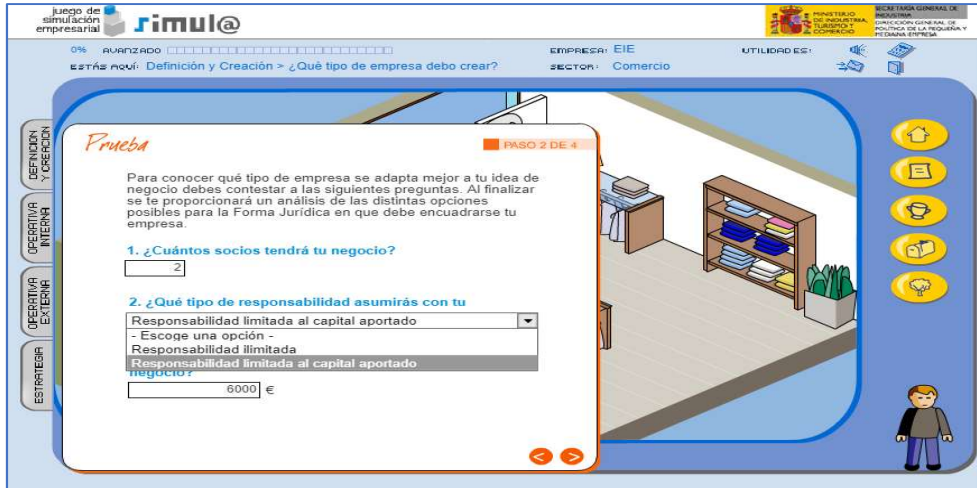 juego de
simulación
empresarial
simul@
MINISTERIO
DE INDUSTRIA,
TURISMO Y
COMERCIO
SECRETARÍA GENERAL DE
INDUSTRIA
DIRECCIÓN GENERAL DE
POLÍTICA DE LA PEQUEÑA Y
MEDIANA EMPRESA
0% AVANZADO
EMPRESA: EIE
UTILIDADES:
ESTÁS AQUÍ: Definición y Creación > ¿Qué tipo de empresa debo crear?
SECTOR: Comercio
DEFINICION
Y CREACION
OPERATIVA
INTERNA
OPERATIVA
EXTERNA
ESTRATEGIA
Prueba
PASO 2 DE 4
Para conocer qué tipo de empresa se adapta mejor a tu idea de
negocio debes contestar a las siguientes preguntas. Al finalizar
se te proporcionará un análisis de las distintas opciones
posibles para la Forma Jurídica en que debe encuadrarse tu
empresa.
1. ¿Cuántos socios tendrá tu negocio?
2
2. ¿Qué tipo de responsabilidad asumirás con tu
Responsabilidad limitada al capital aportado
- Escoge una opción -
Responsabilidad ilimitada
Responsabilidad limitada al capital aportado
negocio?
6000 €